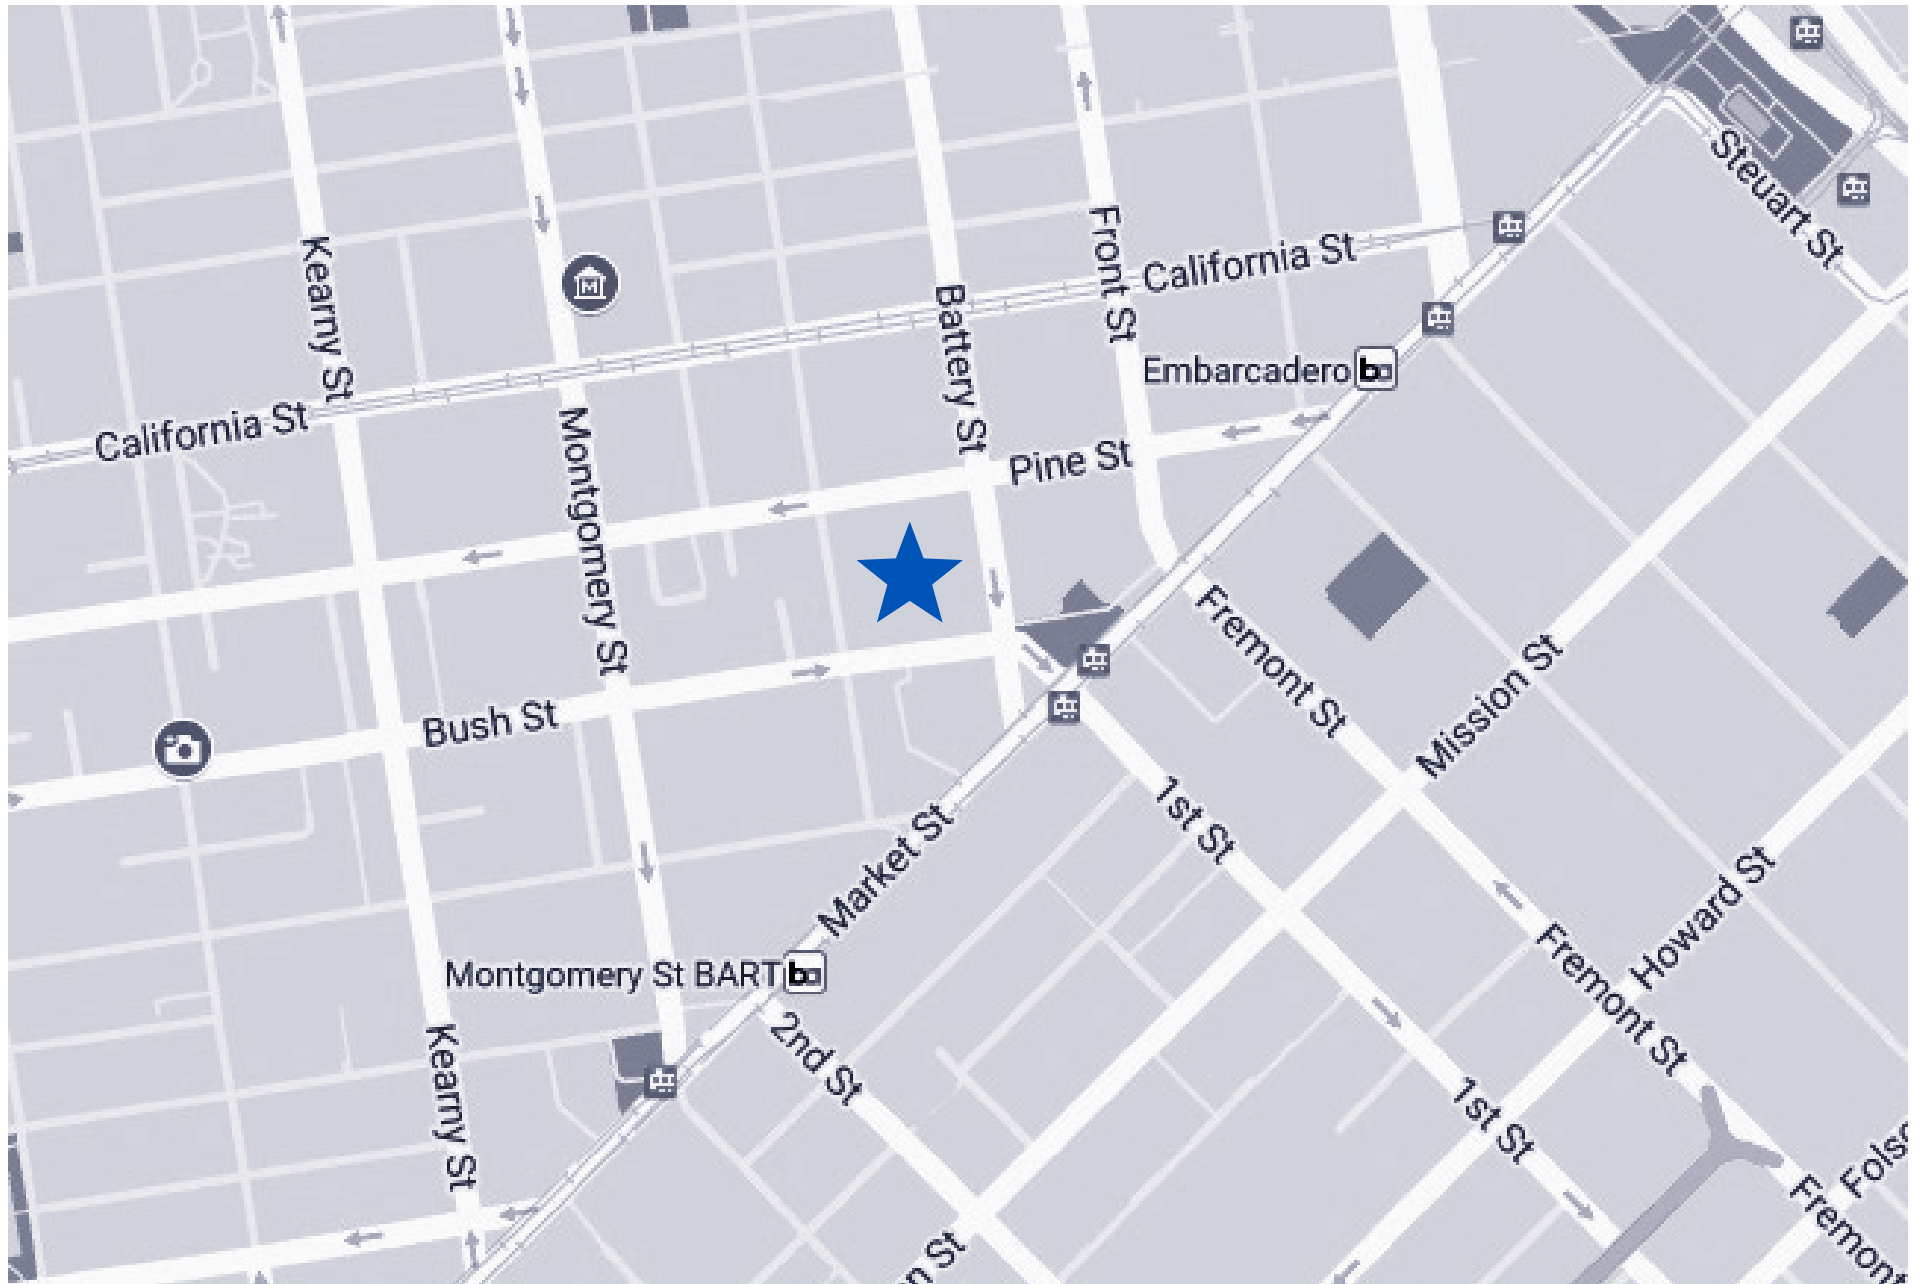 Steuart St
Kearny St
Front St
California St
Battery St
Embarcadero
California St
Montgomery St
Pine St
Fremont St
Mission St
Bush St
1st St
Market St
Howard St
Montgomery St BART
Fremont St
2nd St
Kearny St
1st St
Fremont
St